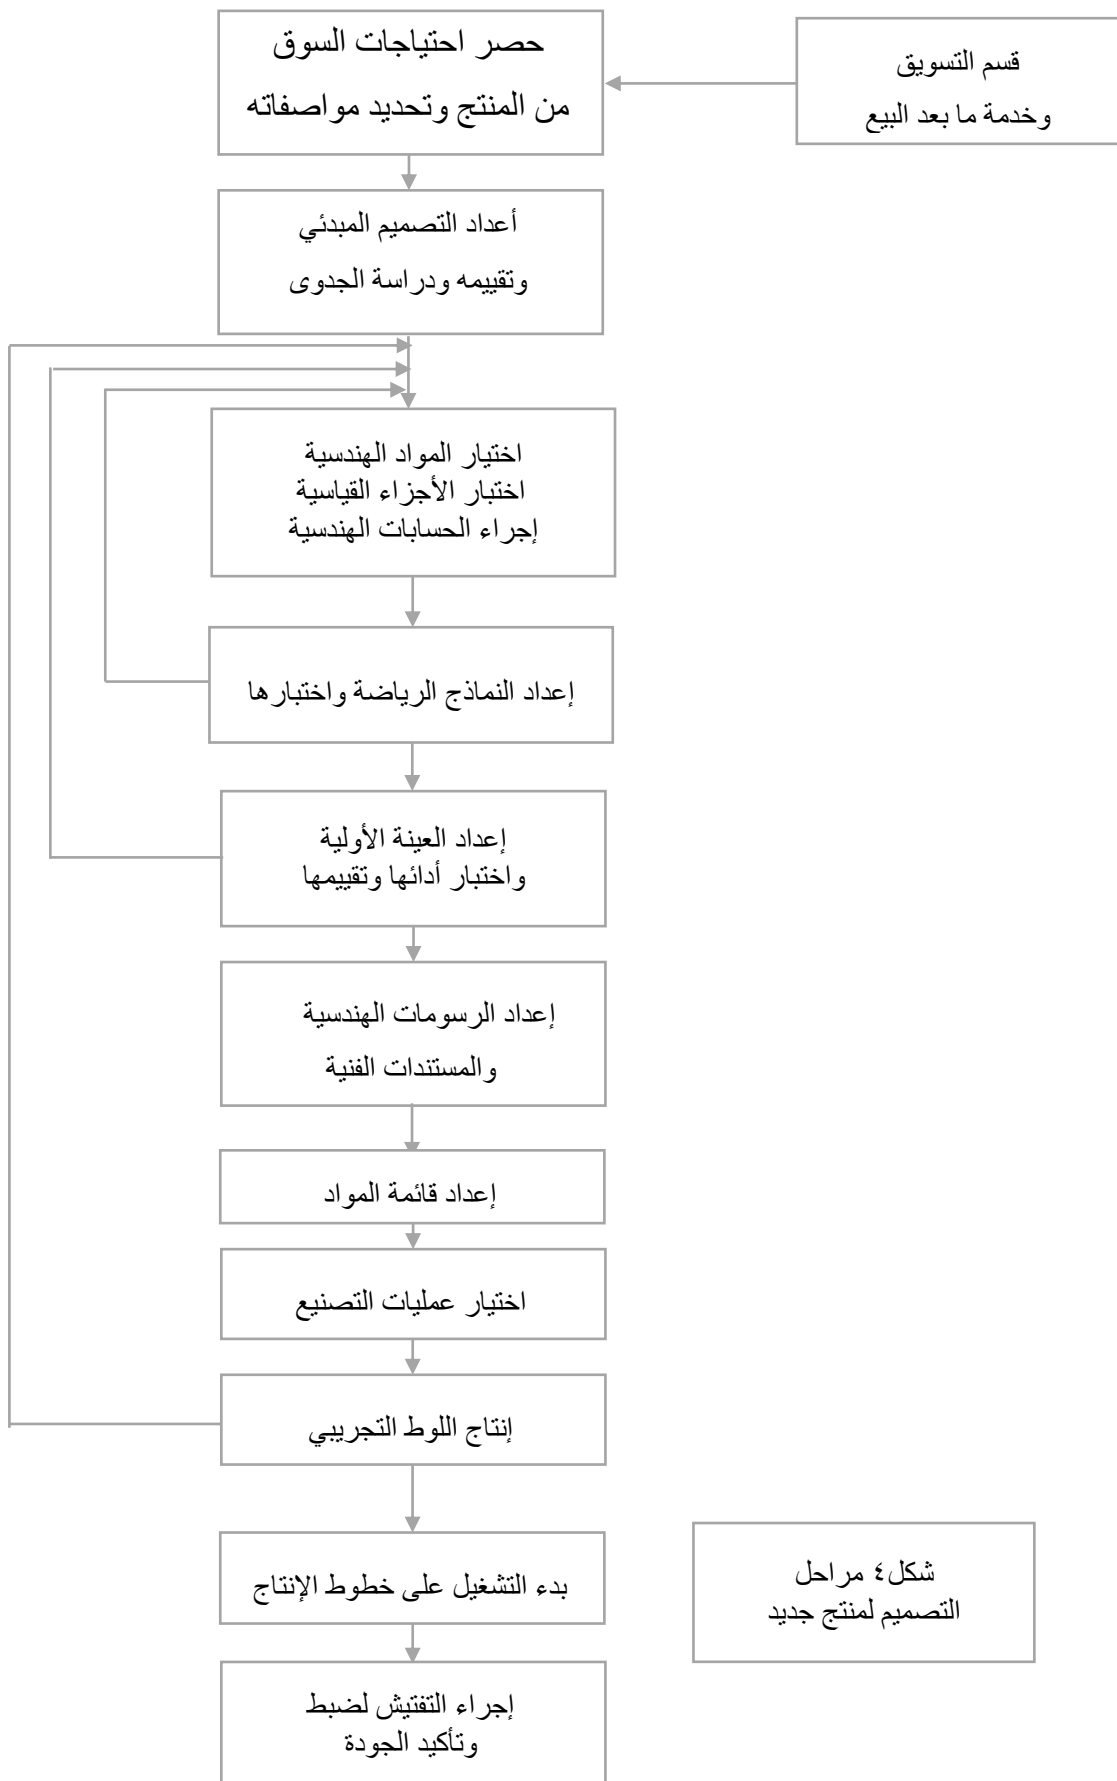 حصر احتياجات السوق
من المنتج وتحديد مواصفاته
قسم التسويق
وخدمة ما بعد البيع
أعداد التصميم المبدئي
وتقييمه ودراسة الجدوى
اختيار المواد الهندسية
اختبار الأجزاء القياسية
إجراء الحسابات الهندسية
إعداد النماذج الرياضة واختبارها
إعداد العينة الأولية
واختبار أدائها وتقييمها
إعداد الرسومات الهندسية
والمستندات الفنية
إعداد قائمة المواد
اختيار عمليات التصنيع
إنتاج اللوط التجريبي
بدء التشغيل على خطوط الإنتاج
شكل٤ مراحل
التصميم لمنتج جديد
إجراء التفتيش لضبط
وتأكيد الجودة